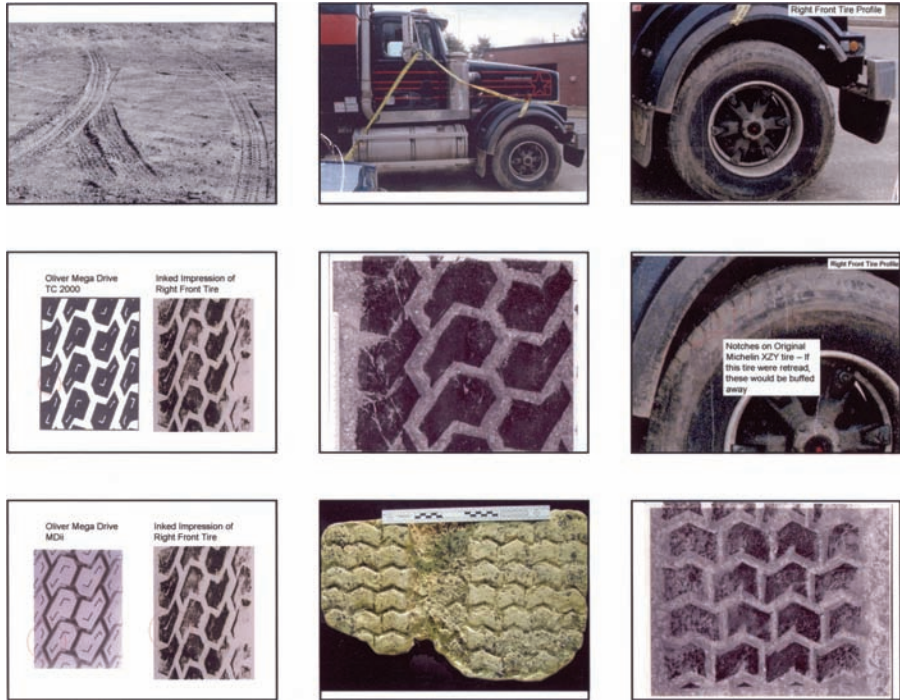 Right Front Tire Profile
Oliver Mega Drive
TC 2000
Inked Impression of
Right Front Tire
Right Front Tire Profile
Notches on Original
Michelin XZY tire – If
this tire were retread,
these would be buffed
away
Oliver Mega Drive
MDii
Inked Impression of
Right Front Tire